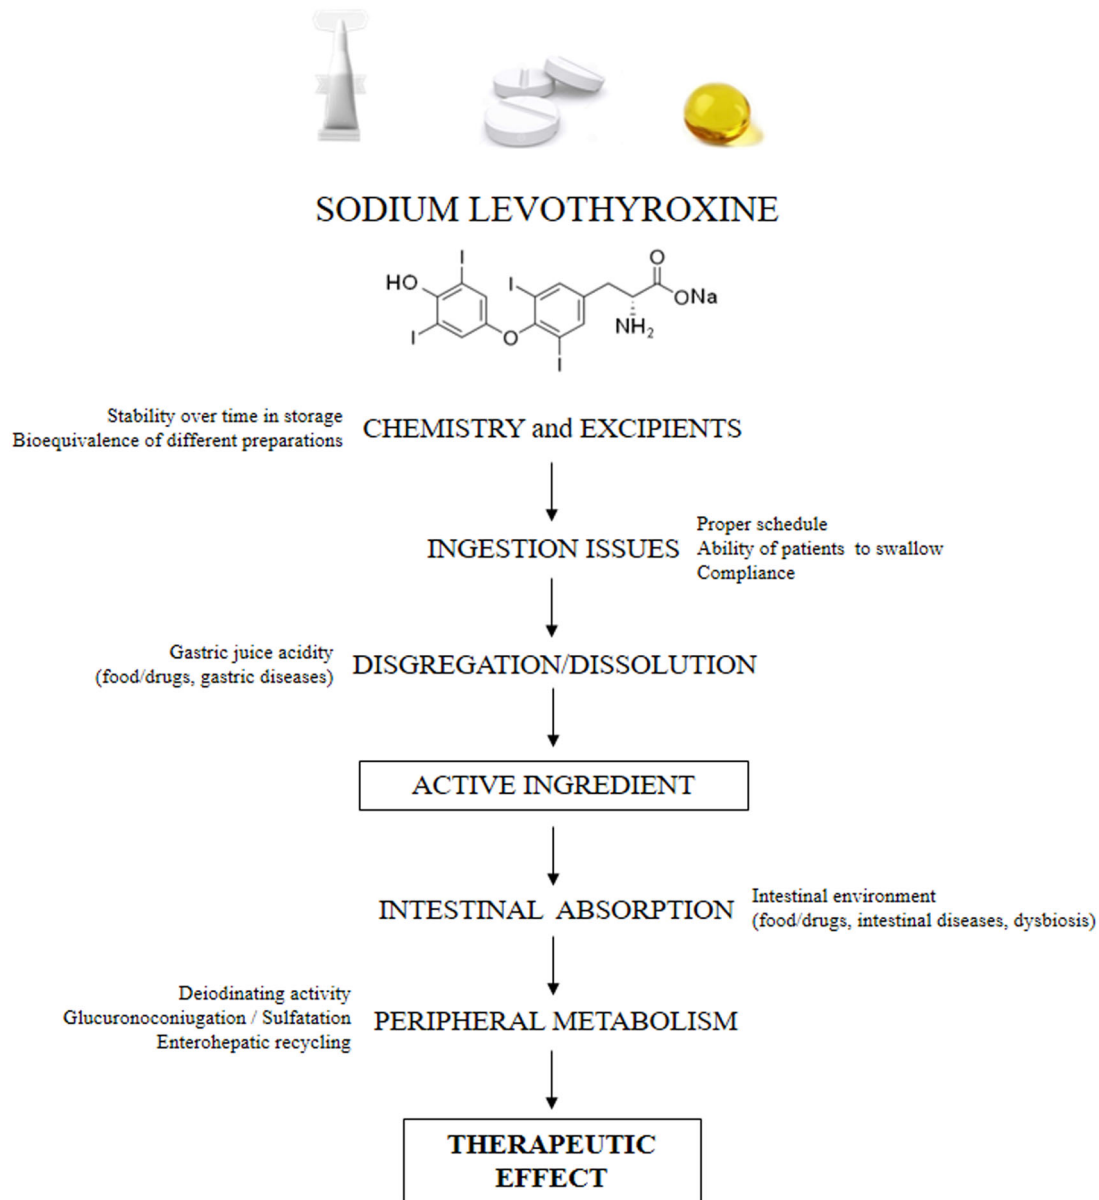 SODIUM LEVOTHYROXINE
I
O
HO
I
ONa
NH2
I
O
I
Stability over time in storage
Bioequivalence of different preparations
CHEMISTRY and EXCIPIENTS
INGESTION ISSUES
Proper schedule
Ability of patients to swallow
Compliance
Gastric juice acidity
(food/drugs, gastric diseases)
DISGREGATION/DISSOLUTION
ACTIVE INGREDIENT
INTESTINAL ABSORPTION
Intestinal environment
(food/drugs, intestinal diseases, dysbiosis)
Deiodinating activity
Glucuronoconiugation / Sulfatation
Enterohepatic recycling
PERIPHERAL METABOLISM
THERAPEUTIC
EFFECT